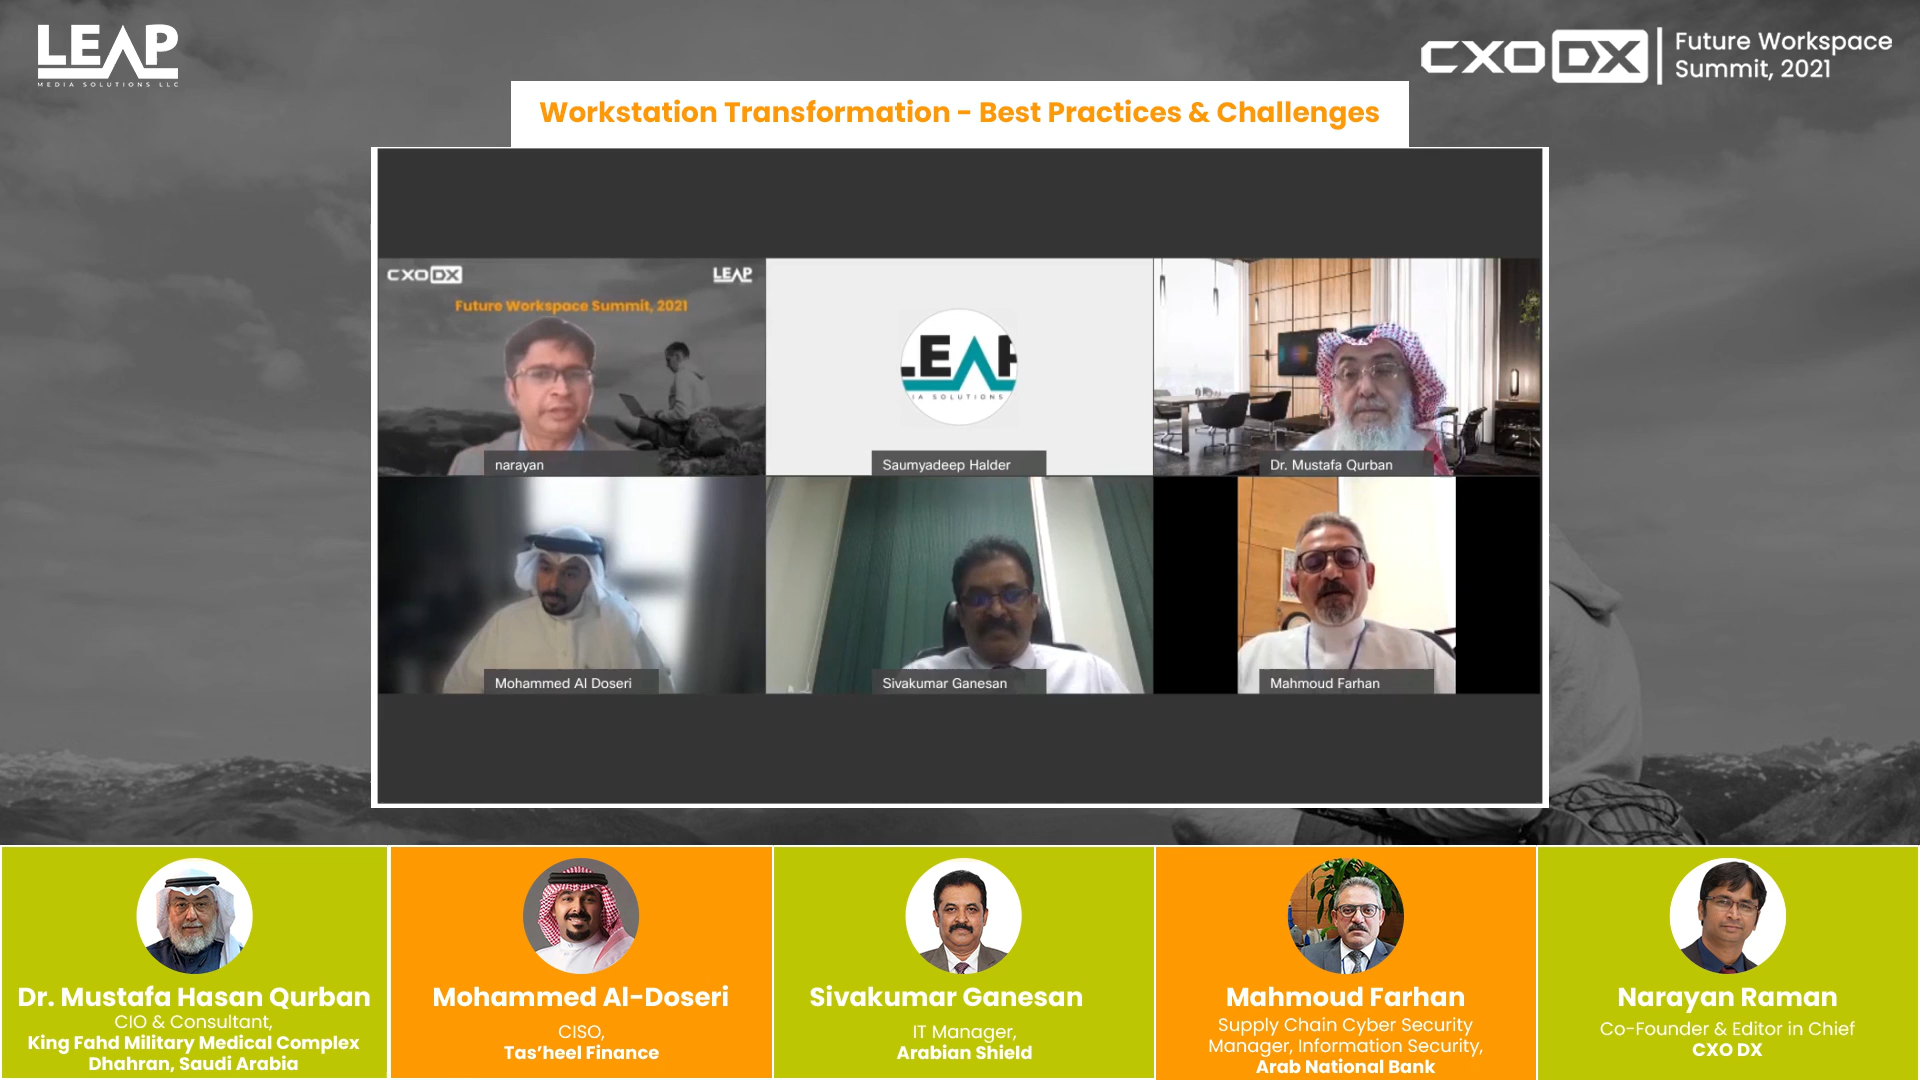 LEAP
MEDIA SOLUTIONS LLC
CXO DX
Future Workspace
Summit, 2021
Workstation Transformation - Best Practices & Challenges
CXO DX
LEAP
Future Workspace Summit, 2021
LEAP
IA SOLUTIONS
narayan
Saumyadeep Halder
Dr. Mustafa Qurban
Mohammed Al Doseri
Sivakumar Ganesan
Mahmoud Farhan
Dr. Mustafa Hasan Qurban
CIO & Consultant,
King Fahd Military Medical Complex
Dhahran, Saudi Arabia
Mohammed Al-Doseri
CISO,
Tas’heel Finance
Sivakumar Ganesan
IT Manager,
Arabian Shield
Mahmoud Farhan
Supply Chain Cyber Security
Manager, Information Security,
Arab National Bank
Narayan Raman
Co-Founder & Editor in Chief
CXO DX